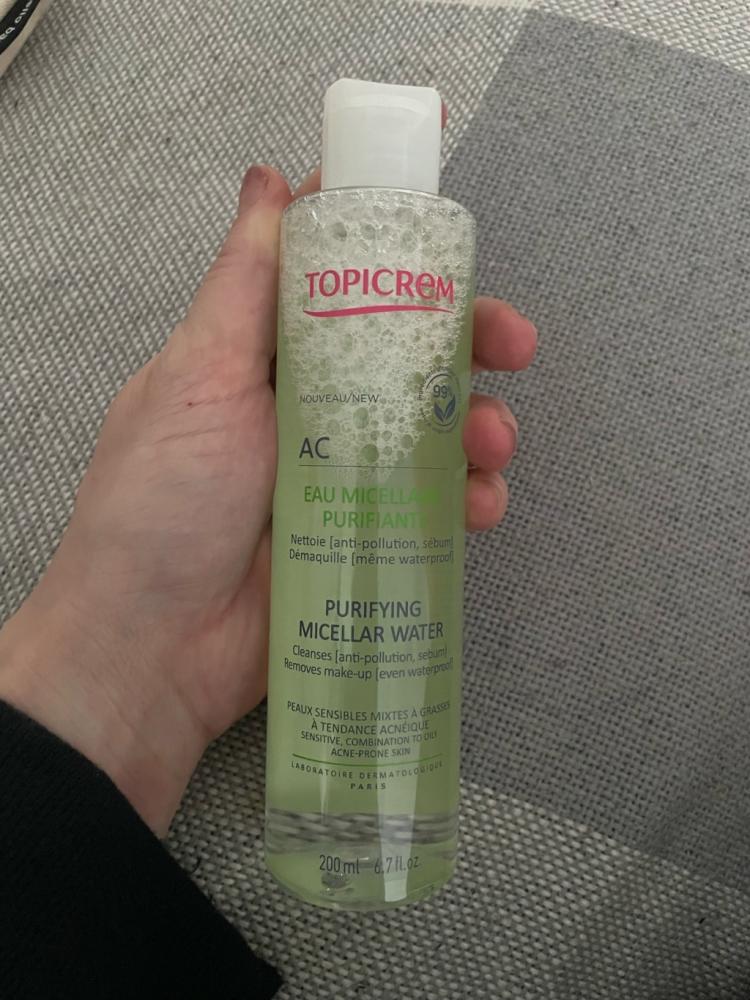 TOPICREM
NOUVEAU/NEW
99%
AC
EAU MICELLAIRE
PURIFIANTE
Nettoie [anti-pollution, sébum]
Démaquille [même waterproof]
PURIFYING
MICELLAR WATER
Cleanses [anti-pollution, sebum]
Removes make-up [even waterproof]
PEAUX SENSIBLES MIXTES À GRASSES
À TENDANCE ACNÉIQUE
SENSITIVE, COMBINATION TO OILY
ACNE-PRONE SKIN
LABORATOIRE DERMATOLOGIQUE
PARIS
200 ml - 6.7 fl.oz.